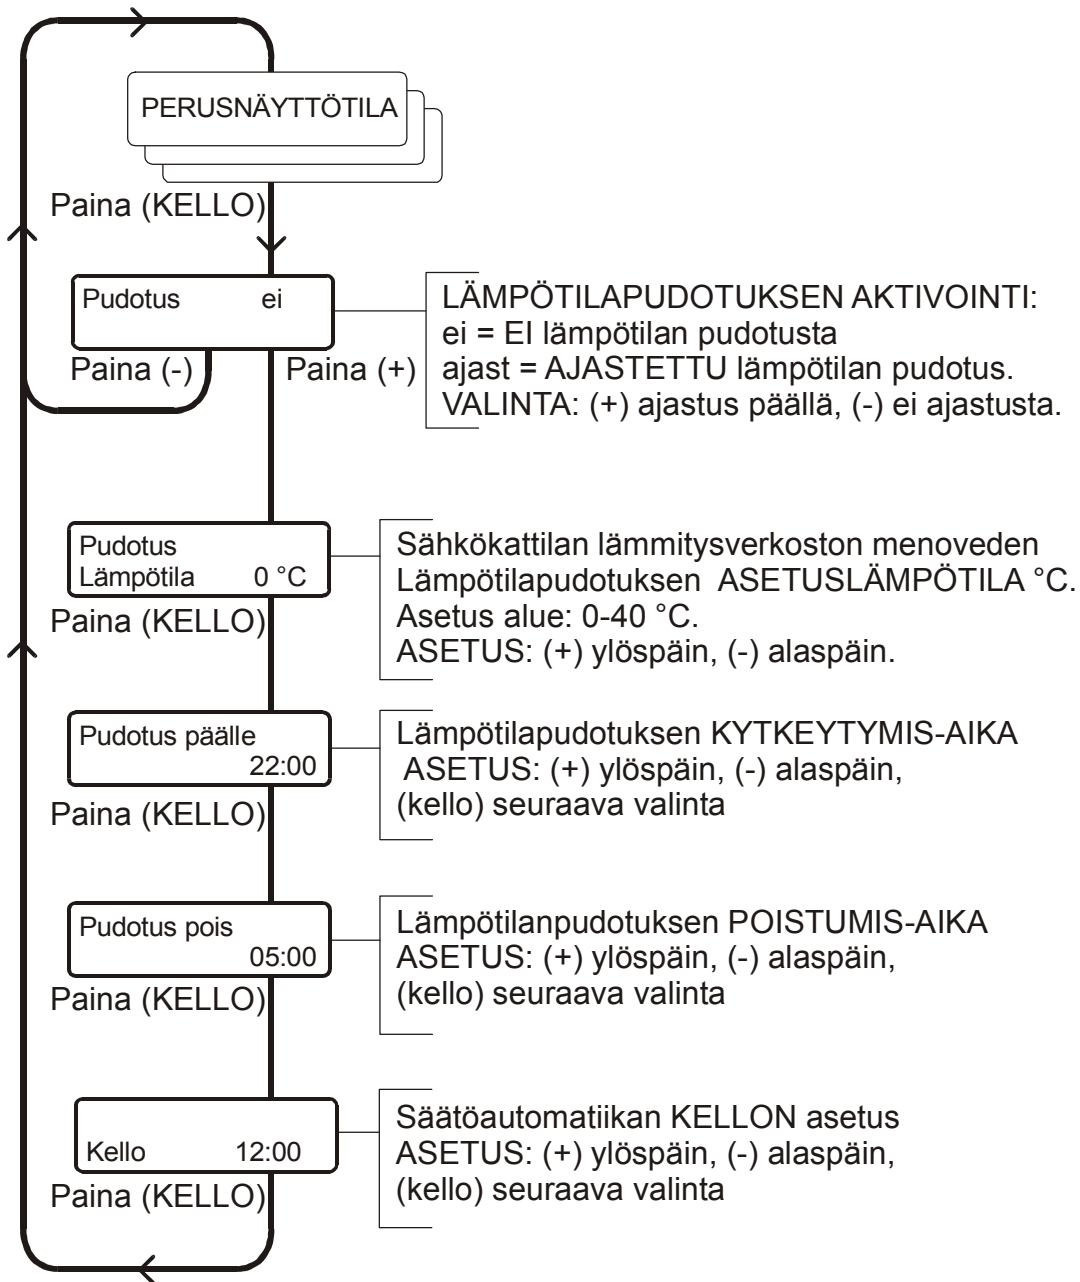 PERUSNÄYTTÖTILA
Paina (KELLO)
Pudotus ei
Paina (-)
Paina (+)
LÄMPÖTILAPUDOTUKSEN AKTIVOINTI:
ei = EI lämpötilan pudotusta
ajast = AJASTETTU lämpötilan pudotus.
VALINTA: (+) ajastus päällä, (-) ei ajastusta.
Pudotus
Lämpötila 0 °C
Paina (KELLO)
Sähkökattilan lämmitysverkoston menoveden
Lämpötilapudotuksen ASETUSLÄMPÖTILA °C.
Asetus alue: 0-40 °C.
ASETUS: (+) ylöspäin, (-) alaspäin.
Pudotus päälle
22:00
Paina (KELLO)
Lämpötilapudotuksen KYTKEYTYMIS-AIKA
ASETUS: (+) ylöspäin, (-) alaspäin,
(kello) seuraava valinta
Pudotus pois
05:00
Paina (KELLO)
Lämpötilanpudotuksen POISTUMIS-AIKA
ASETUS: (+) ylöspäin, (-) alaspäin,
(kello) seuraava valinta
Kello 12:00
Paina (KELLO)
Säätöautomatiikan KELLON asetus
ASETUS: (+) ylöspäin, (-) alaspäin,
(kello) seuraava valinta